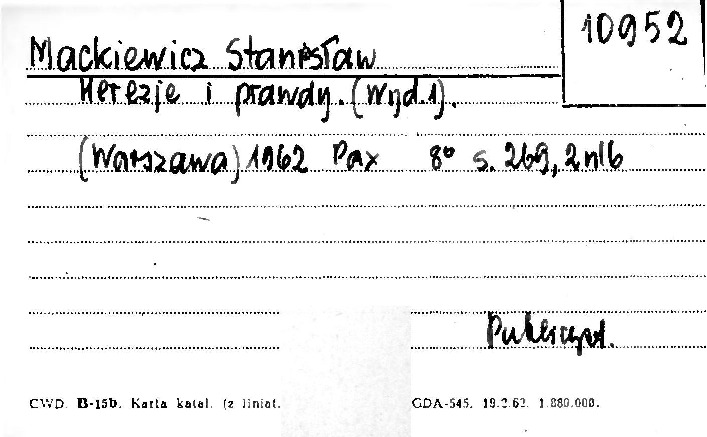 10952
Mackiewicz Stanisław
Herezje i prawdy. (Wyd.1).
(Warszawa) 1962 Pax 8° s. 269, 2 nlb
Publicyst.
CWD. B-15b. Karta katal. (z liniat. GDA-545. 19.2.62. 1.880.000.